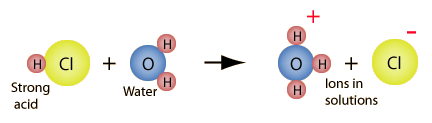 H Cl + O H H → O H H H + + Cl -
Strong acid
Water
Ions in solutions